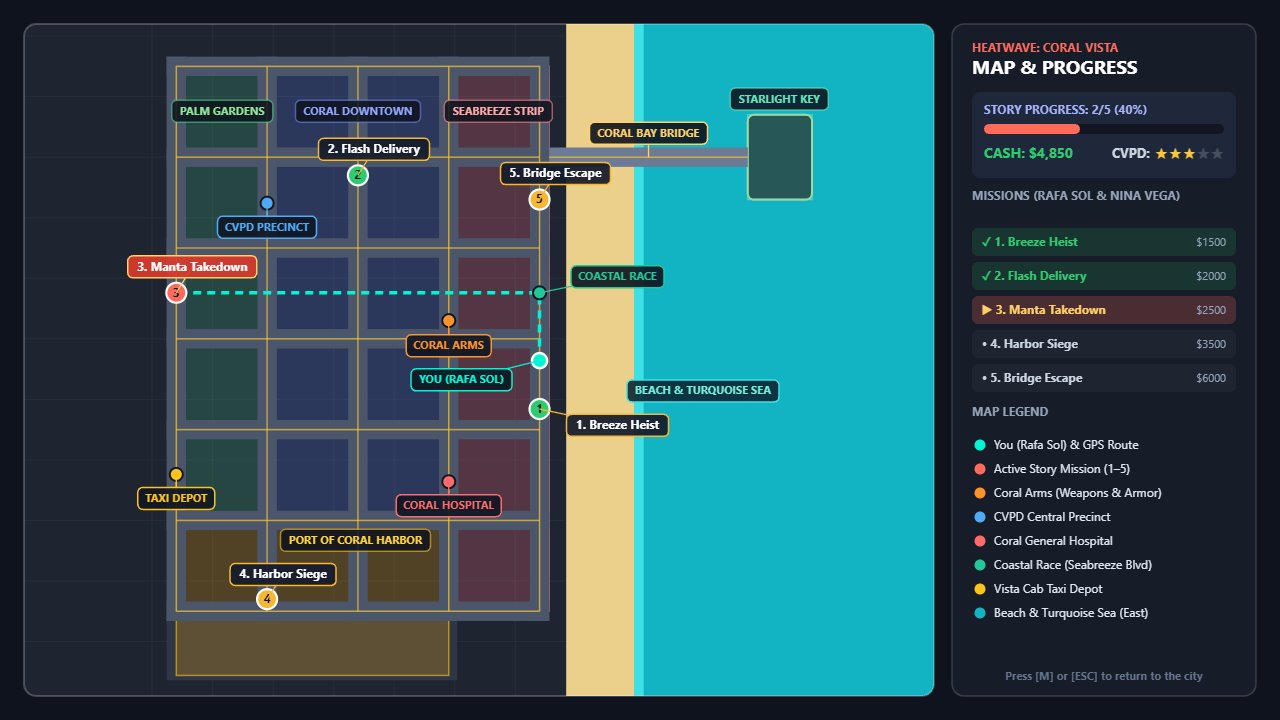 PALM GARDENS
CORAL DOWNTOWN
SEABREEZE STRIP
STARLIGHT KEY
CORAL BAY BRIDGE
2. Flash Delivery
2
5. Bridge Escape
5
CVPD PRECINCT
3. Manta Takedown
3
COASTAL RACE
CORAL ARMS
YOU (RAFA SOL)
BEACH & TURQUOISE SEA
1
1. Breeze Heist
TAXI DEPOT
CORAL HOSPITAL
PORT OF CORAL HARBOR
4. Harbor Siege
4
HEATWAVE: CORAL VISTA
MAP & PROGRESS
STORY PROGRESS: 2/5 (40%)
CASH: $4,850 CVPD: ★★★★★
MISSIONS (RAFA SOL & NINA VEGA)
✓ 1. Breeze Heist $1500
✓ 2. Flash Delivery $2000
▶ 3. Manta Takedown $2500
• 4. Harbor Siege $3500
• 5. Bridge Escape $6000
MAP LEGEND
You (Rafa Sol) & GPS Route
Active Story Mission (1–5)
Coral Arms (Weapons & Armor)
CVPD Central Precinct
Coral General Hospital
Coastal Race (Seabreeze Blvd)
Vista Cab Taxi Depot
Beach & Turquoise Sea (East)
Press [M] or [ESC] to return to the city